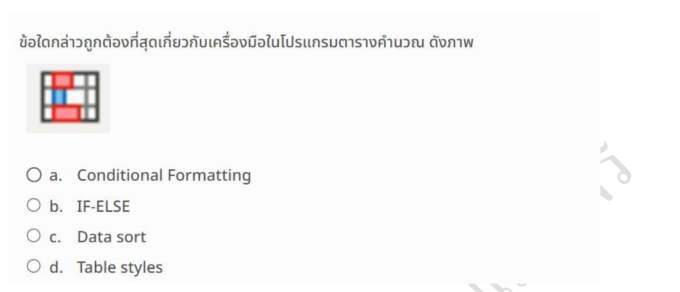 ข้อใดกล่าวถูกต้องที่สุดเกี่ยวกับเครื่องมือในโปรแกรมตารางคำนวณ ดังภาพ
a. Conditional Formatting
b. IF-ELSE
c. Data sort
d. Table styles